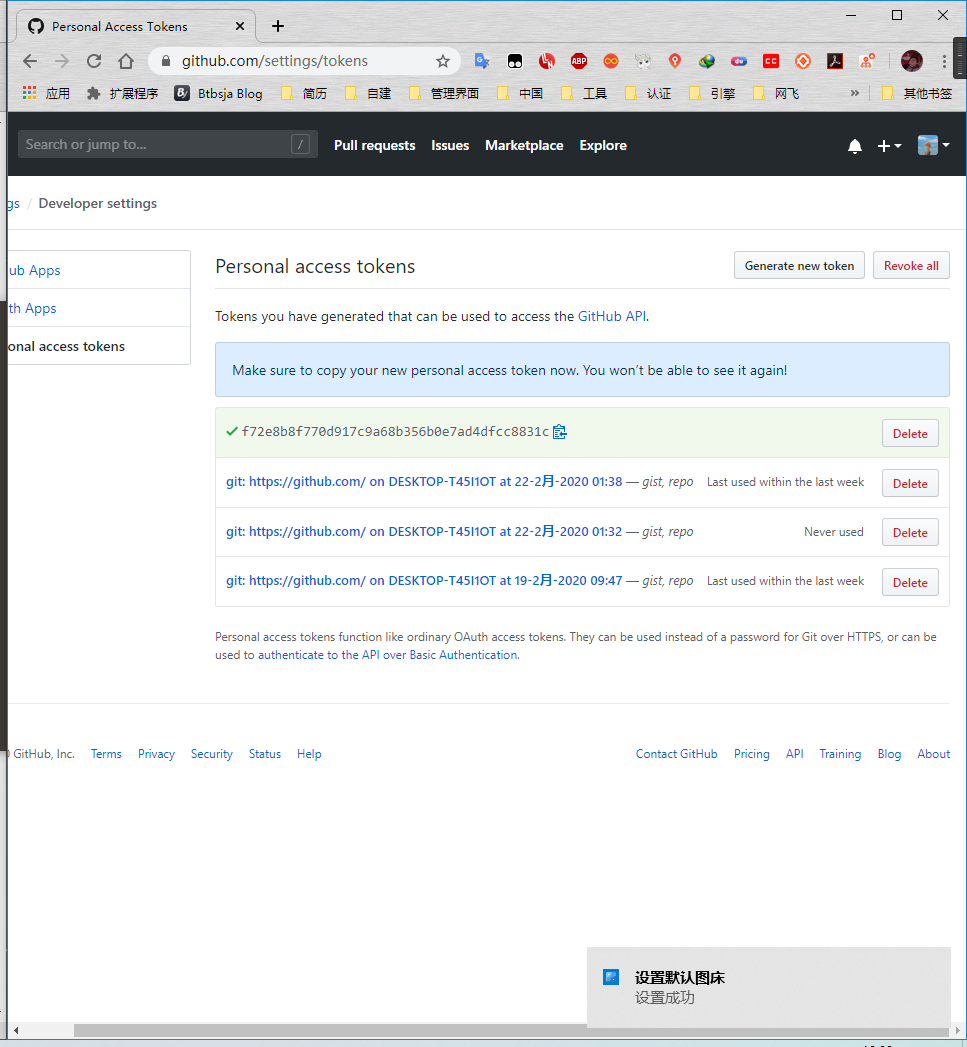 Personal Access Tokens
github.com/settings/tokens
应用 扩展程序 Btbsja Blog 简历 自建 管理界面 中国 工具 认证 引擎 网飞 » 其他书签
Search or jump to... / Pull requests Issues Marketplace Explore
gs / Developer settings
ub Apps
th Apps
onal access tokens
Personal access tokens Generate new token Revoke all
Tokens you have generated that can be used to access the GitHub API.
Make sure to copy your new personal access token now. You won’t be able to see it again!
f72e8b8f770d917c9a68b356b0e7ad4dfcc8831c Delete
git: https://github.com/ on DESKTOP-T45I1OT at 22-2月-2020 01:38 — gist, repo Last used within the last week Delete
git: https://github.com/ on DESKTOP-T45I1OT at 22-2月-2020 01:32 — gist, repo Never used Delete
git: https://github.com/ on DESKTOP-T45I1OT at 19-2月-2020 09:47 — gist, repo Last used within the last week Delete
Personal access tokens function like ordinary OAuth access tokens. They can be used instead of a password for Git over HTTPS, or can be
used to authenticate to the API over Basic Authentication.
GitHub, Inc. Terms Privacy Security Status Help Contact GitHub Pricing API Training Blog About
设置默认图床
设置成功